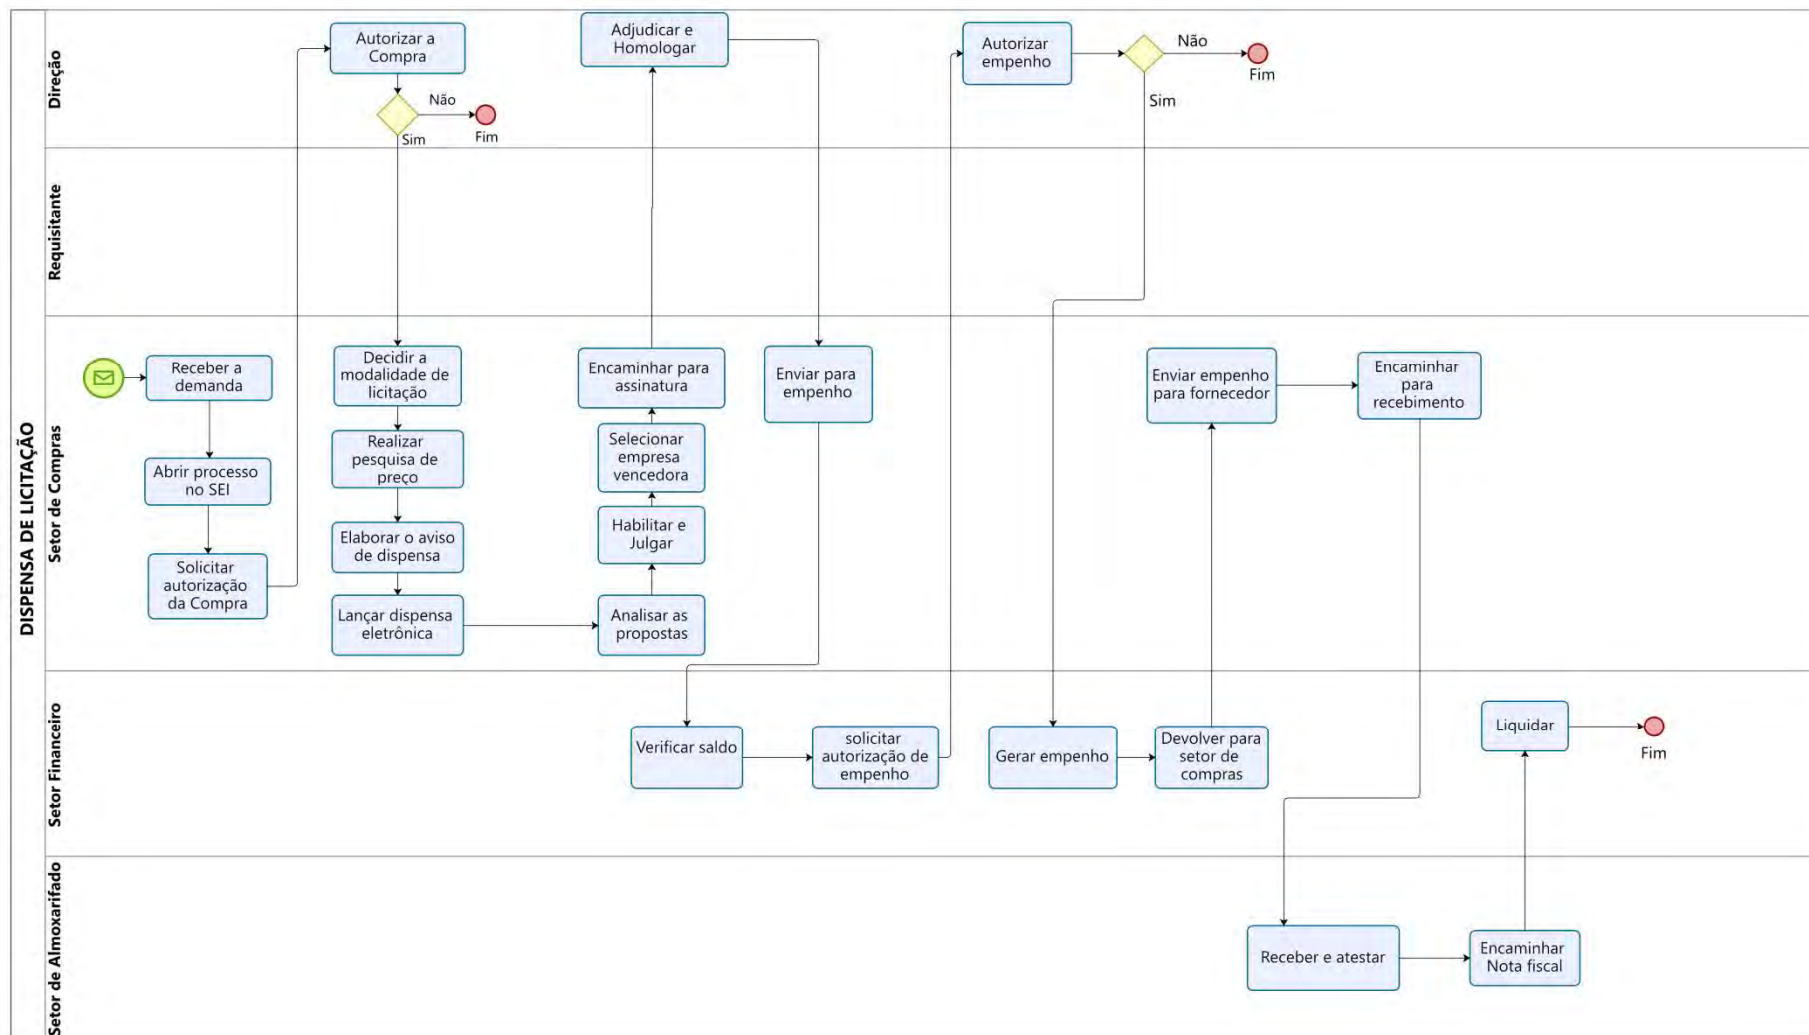 DISPENSA DE LICITAÇÃO
Direção
Autorizar a
Compra
Não
Fim
Sim
Adjudicar e
Homologar
Autorizar
empenho
Não
Fim
Sim
Requisitante
Setor de Compras
Receber a
demanda
Abrir processo
no SEI
Solicitar
autorização
da Compra
Decidir a
modalidade de
licitação
Realizar
pesquisa de
preço
Elaborar o aviso
de dispensa
Lançar dispensa
eletrônica
Encaminhar para
assinatura
Selecionar
empresa
vencedora
Habilitar e
Julgar
Analisar as
propostas
Enviar para
empenho
Enviar empenho
para fornecedor
Encaminhar
para
recebimento
Setor Financeiro
Verificar saldo
solicitar
autorização de
empenho
Gerar empenho
Devolver para
setor de
compras
Liquidar
Fim
Setor de Almoxarifado
Receber e atestar
Encaminhar
Nota fiscal